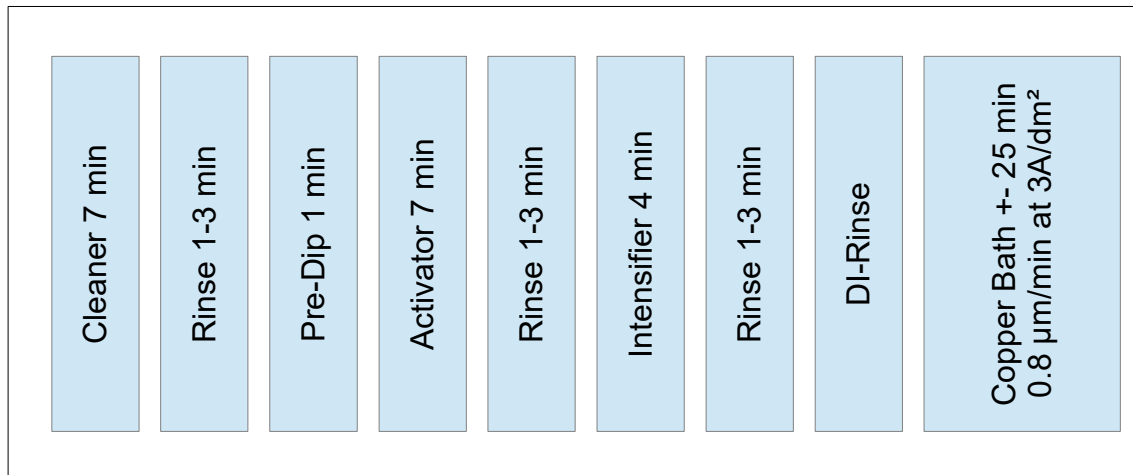 Cleaner 7 min
Rinse 1-3 min
Pre-Dip 1 min
Activator 7 min
Rinse 1-3 min
Intensifier 4 min
Rinse 1-3 min
DI-Rinse
Copper Bath +- 25 min
0.8 µm/min at 3A/dm²